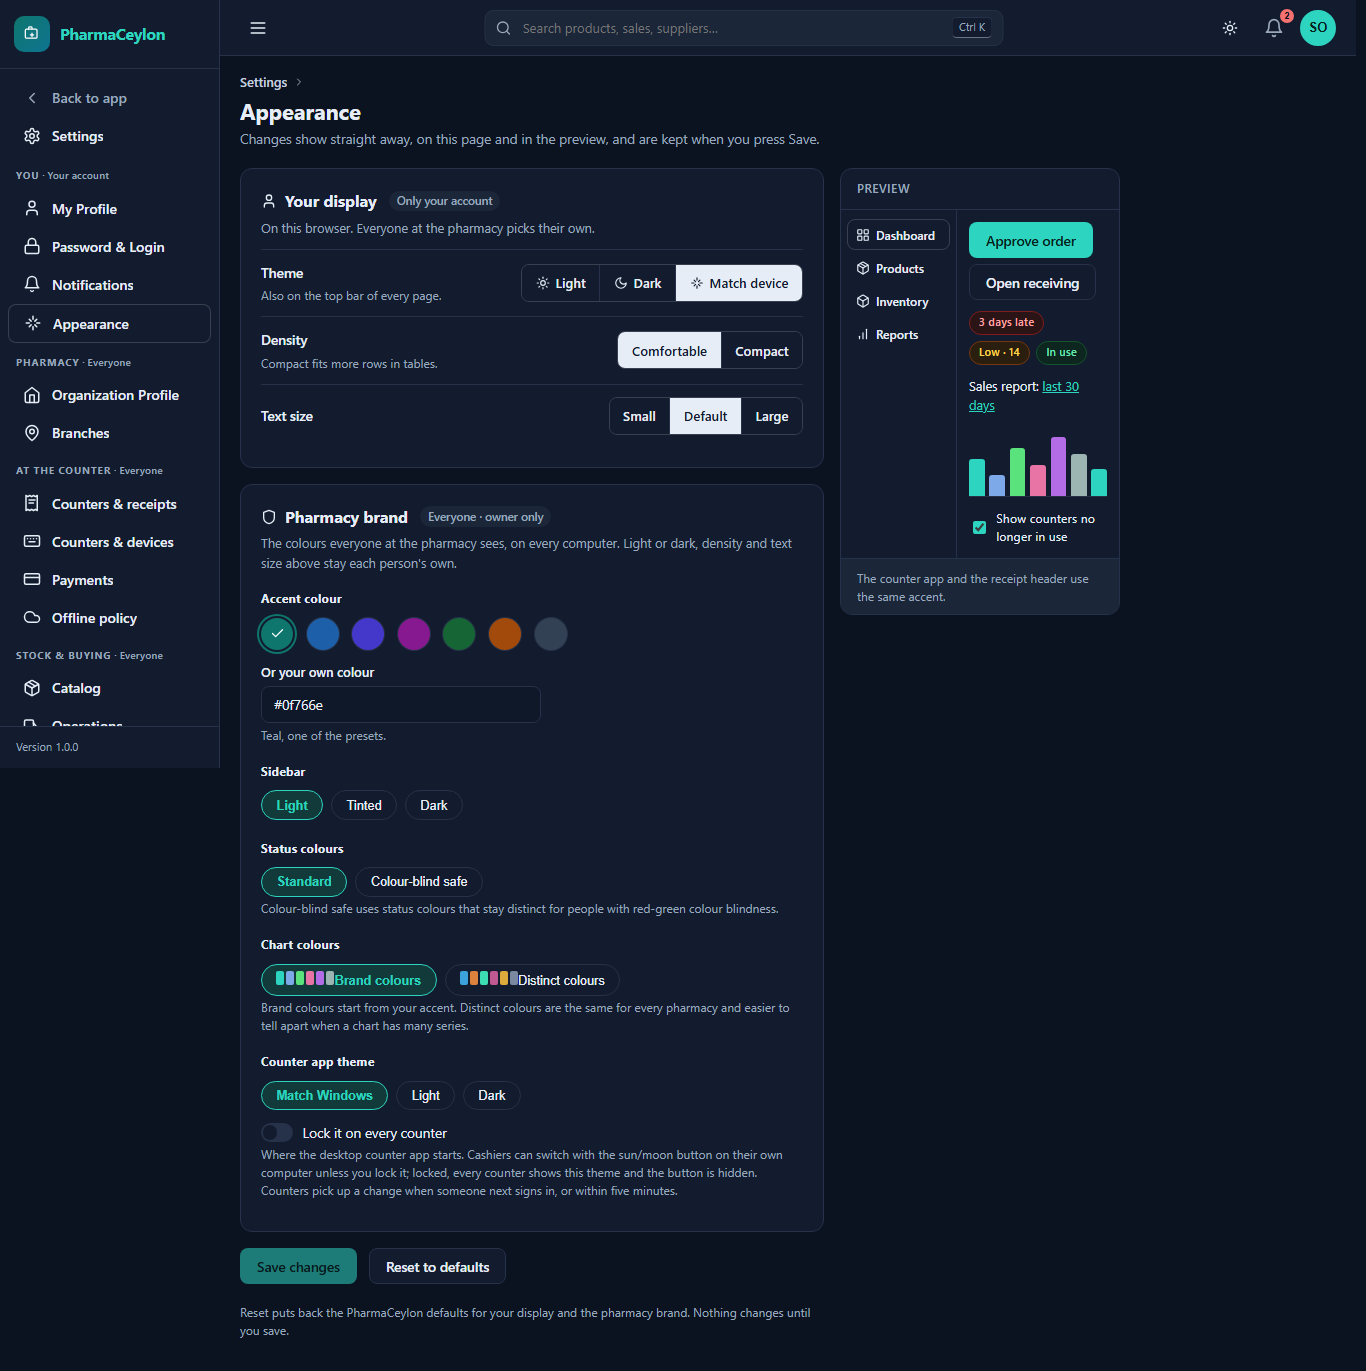 PharmaCeylon
Search products, sales, suppliers...
Ctrl K
2
SO
Back to app
Settings
YOU · Your account
My Profile
Password & Login
Notifications
Appearance
PHARMACY · Everyone
Organization Profile
Branches
AT THE COUNTER · Everyone
Counters & receipts
Counters & devices
Payments
Offline policy
STOCK & BUYING · Everyone
Catalog
Operations
Version 1.0.0
Settings
Appearance
Changes show straight away, on this page and in the preview, and are kept when you press Save.
Your display
Only your account
On this browser. Everyone at the pharmacy picks their own.
Theme
Also on the top bar of every page.
Light
Dark
Match device
Density
Compact fits more rows in tables.
Comfortable
Compact
Text size
Small
Default
Large
Pharmacy brand
Everyone · owner only
The colours everyone at the pharmacy sees, on every computer. Light or dark, density and text
size above stay each person's own.
Accent colour
Or your own colour
#0f766e
Teal, one of the presets.
Sidebar
Light
Tinted
Dark
Status colours
Standard
Colour-blind safe
Colour-blind safe uses status colours that stay distinct for people with red-green colour blindness.
Chart colours
Brand colours
Distinct colours
Brand colours start from your accent. Distinct colours are the same for every pharmacy and easier to
tell apart when a chart has many series.
Counter app theme
Match Windows
Light
Dark
Lock it on every counter
Where the desktop counter app starts. Cashiers can switch with the sun/moon button on their own
computer unless you lock it; locked, every counter shows this theme and the button is hidden.
Counters pick up a change when someone next signs in, or within five minutes.
Save changes
Reset to defaults
Reset puts back the PharmaCeylon defaults for your display and the pharmacy brand. Nothing changes until
you save.
PREVIEW
Dashboard
Products
Inventory
Reports
Approve order
Open receiving
3 days late
Low · 14
In use
Sales report: last 30
days
Show counters no
longer in use
The counter app and the receipt header use
the same accent.